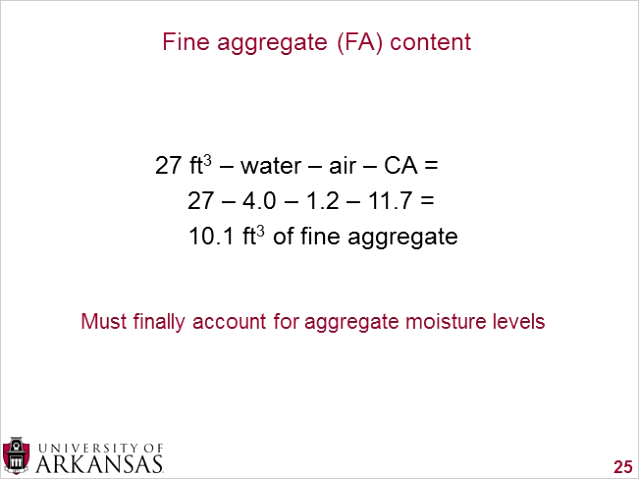 Fine aggregate (FA) content
27 ft³ – water – air – CA =
27 – 4.0 – 1.2 – 11.7 =
10.1 ft³ of fine aggregate
Must finally account for aggregate moisture levels
UNIVERSITY OF
ARKANSAS
25